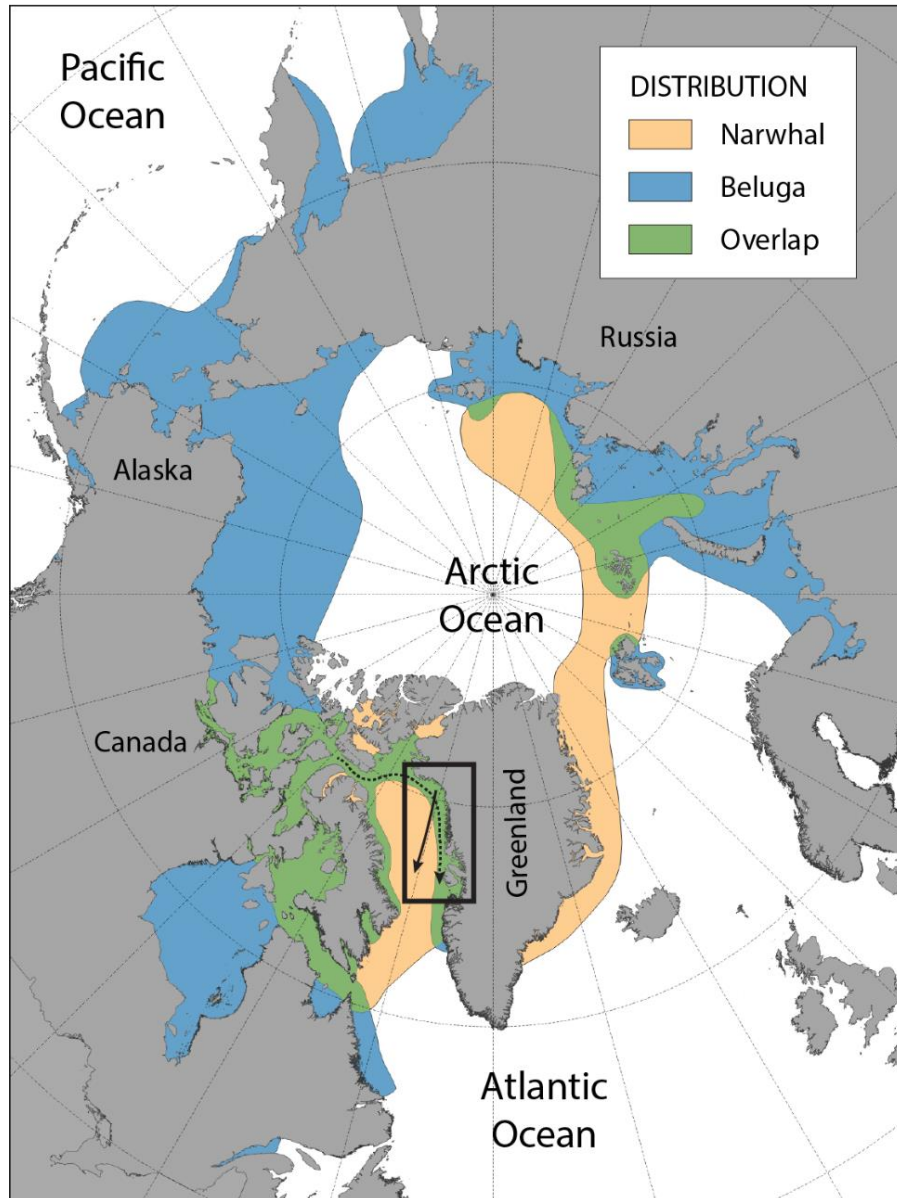 Pacific
Ocean
DISTRIBUTION
Narwhal
Beluga
Overlap
Russia
Alaska
Arctic
Ocean
Canada
Greenland
Atlantic
Ocean